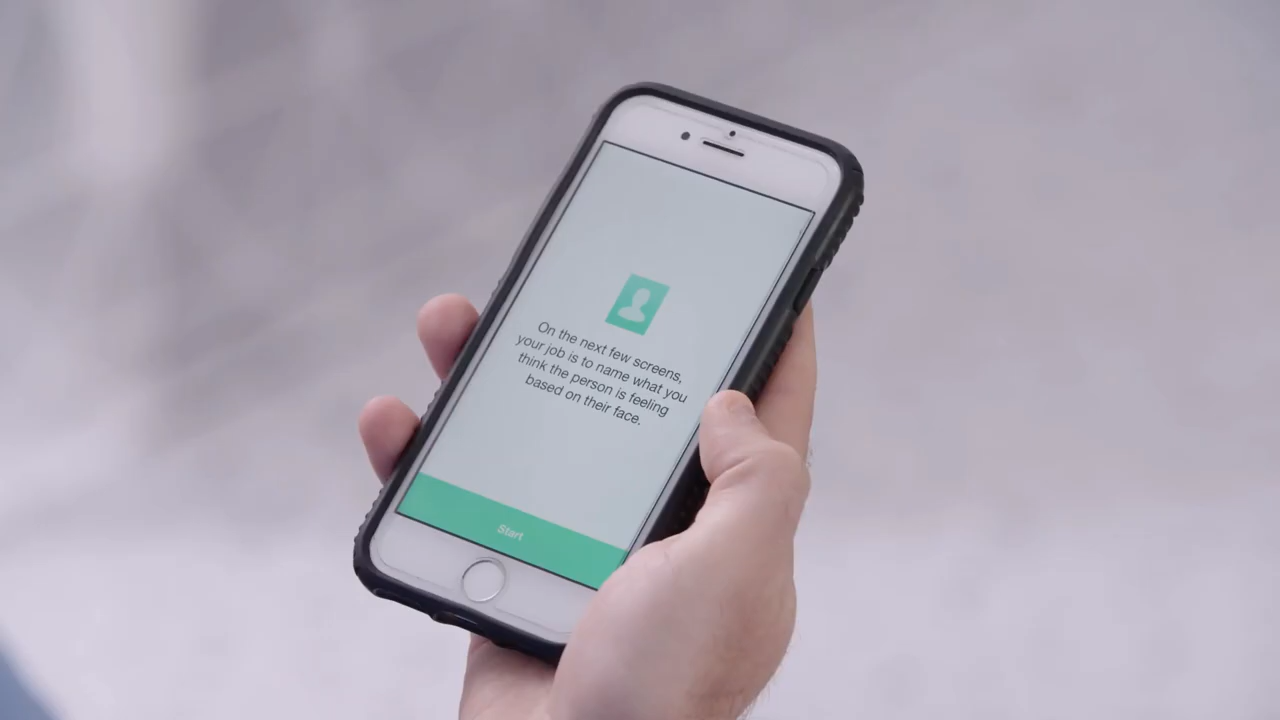 On the next few screens,
your job is to name what you
think the person is feeling
based on their face.
Start